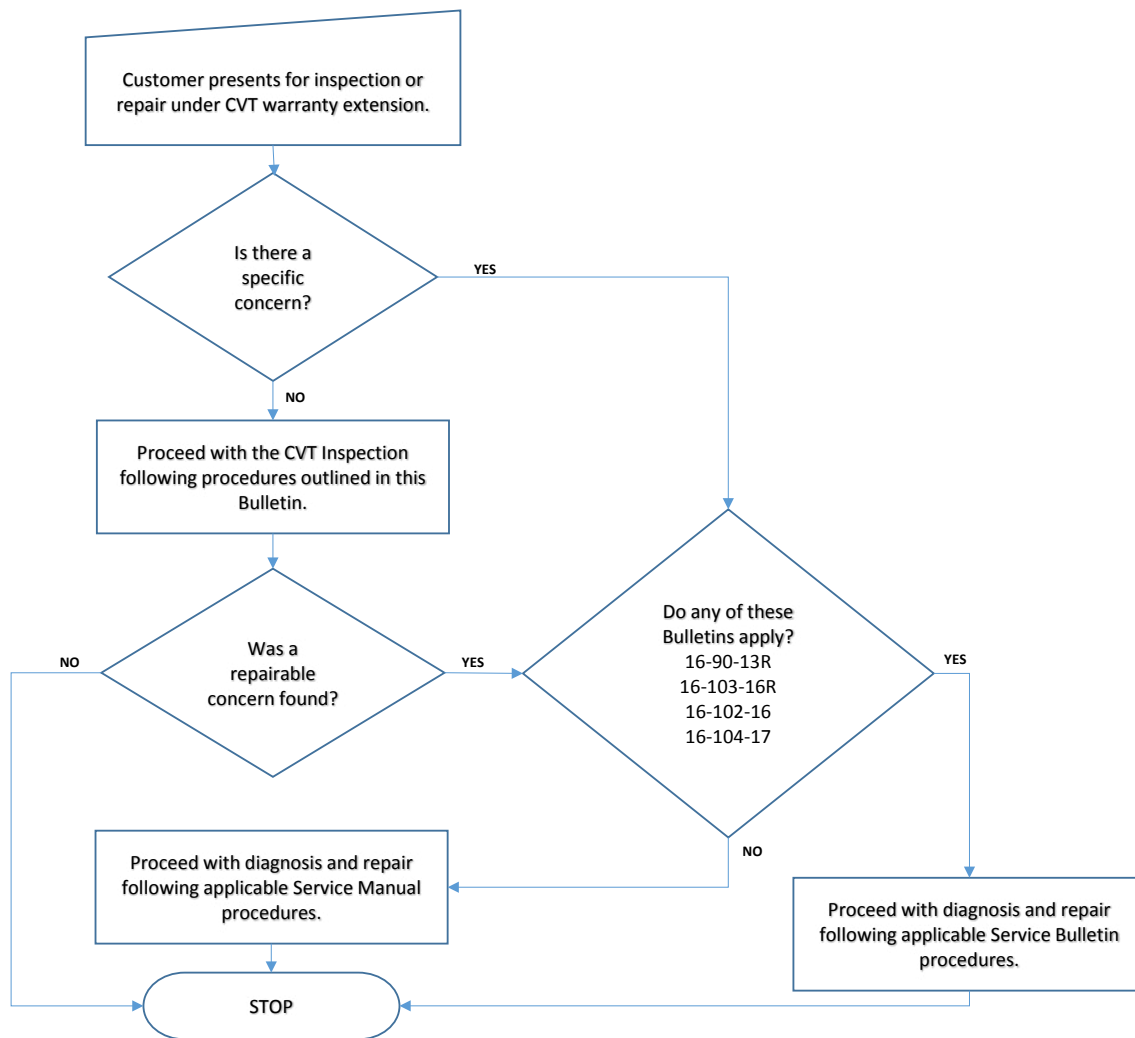 Customer presents for inspection or
repair under CVT warranty extension.
Is there a
specific
concern?
YES
NO
Proceed with the CVT Inspection
following procedures outlined in this
Bulletin.
Was a
repairable
concern found?
NO
YES
Do any of these
Bulletins apply?
16-90-13R
16-103-16R
16-102-16
16-104-17
YES
NO
Proceed with diagnosis and repair
following applicable Service Manual
procedures.
Proceed with diagnosis and repair
following applicable Service Bulletin
procedures.
STOP